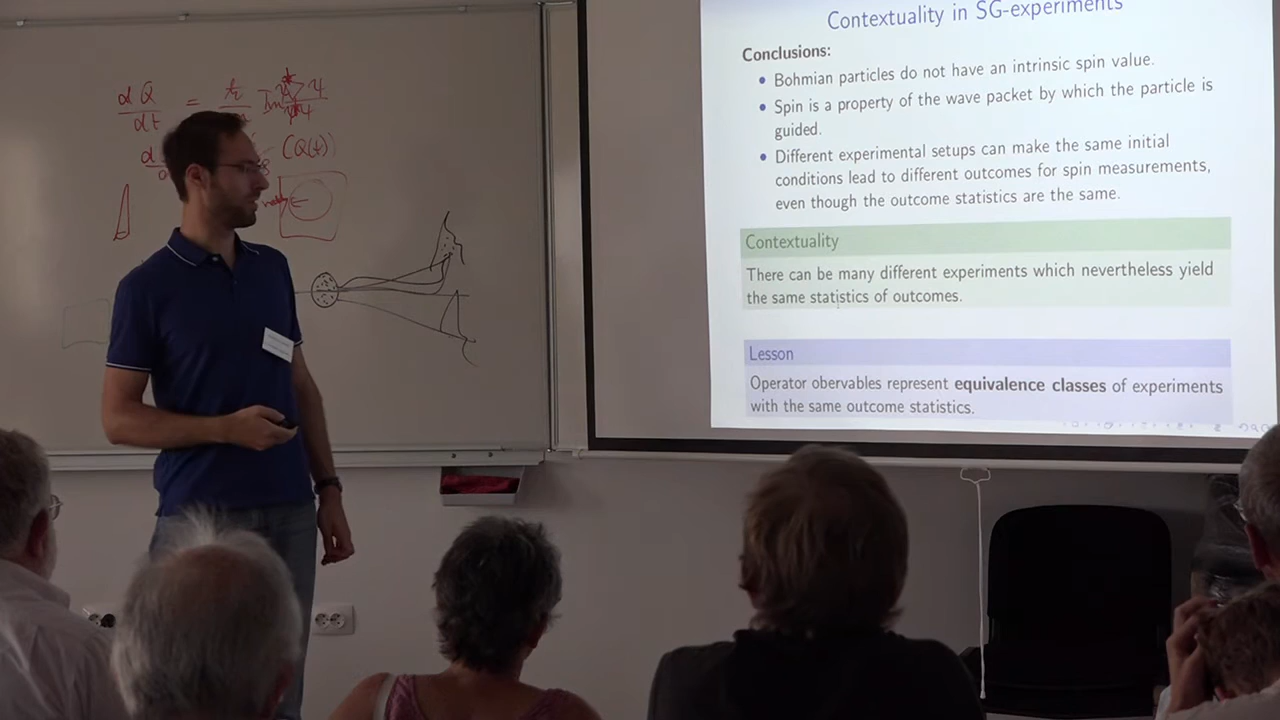 Contextuality in SG-experiments
Conclusions:
Bohmian particles do not have an intrinsic spin value.
Spin is a property of the wave packet by which the particle is
guided.
Different experimental setups can make the same initial
conditions lead to different outcomes for spin measurements,
even though the outcome statistics are the same.
Contextuality
There can be many different experiments which nevertheless yield
the same statistics of outcomes.
Lesson
Operator obervables represent equivalence classes of experiments
with the same outcome statistics.
dQ
dt
=
Im
(Q(t))